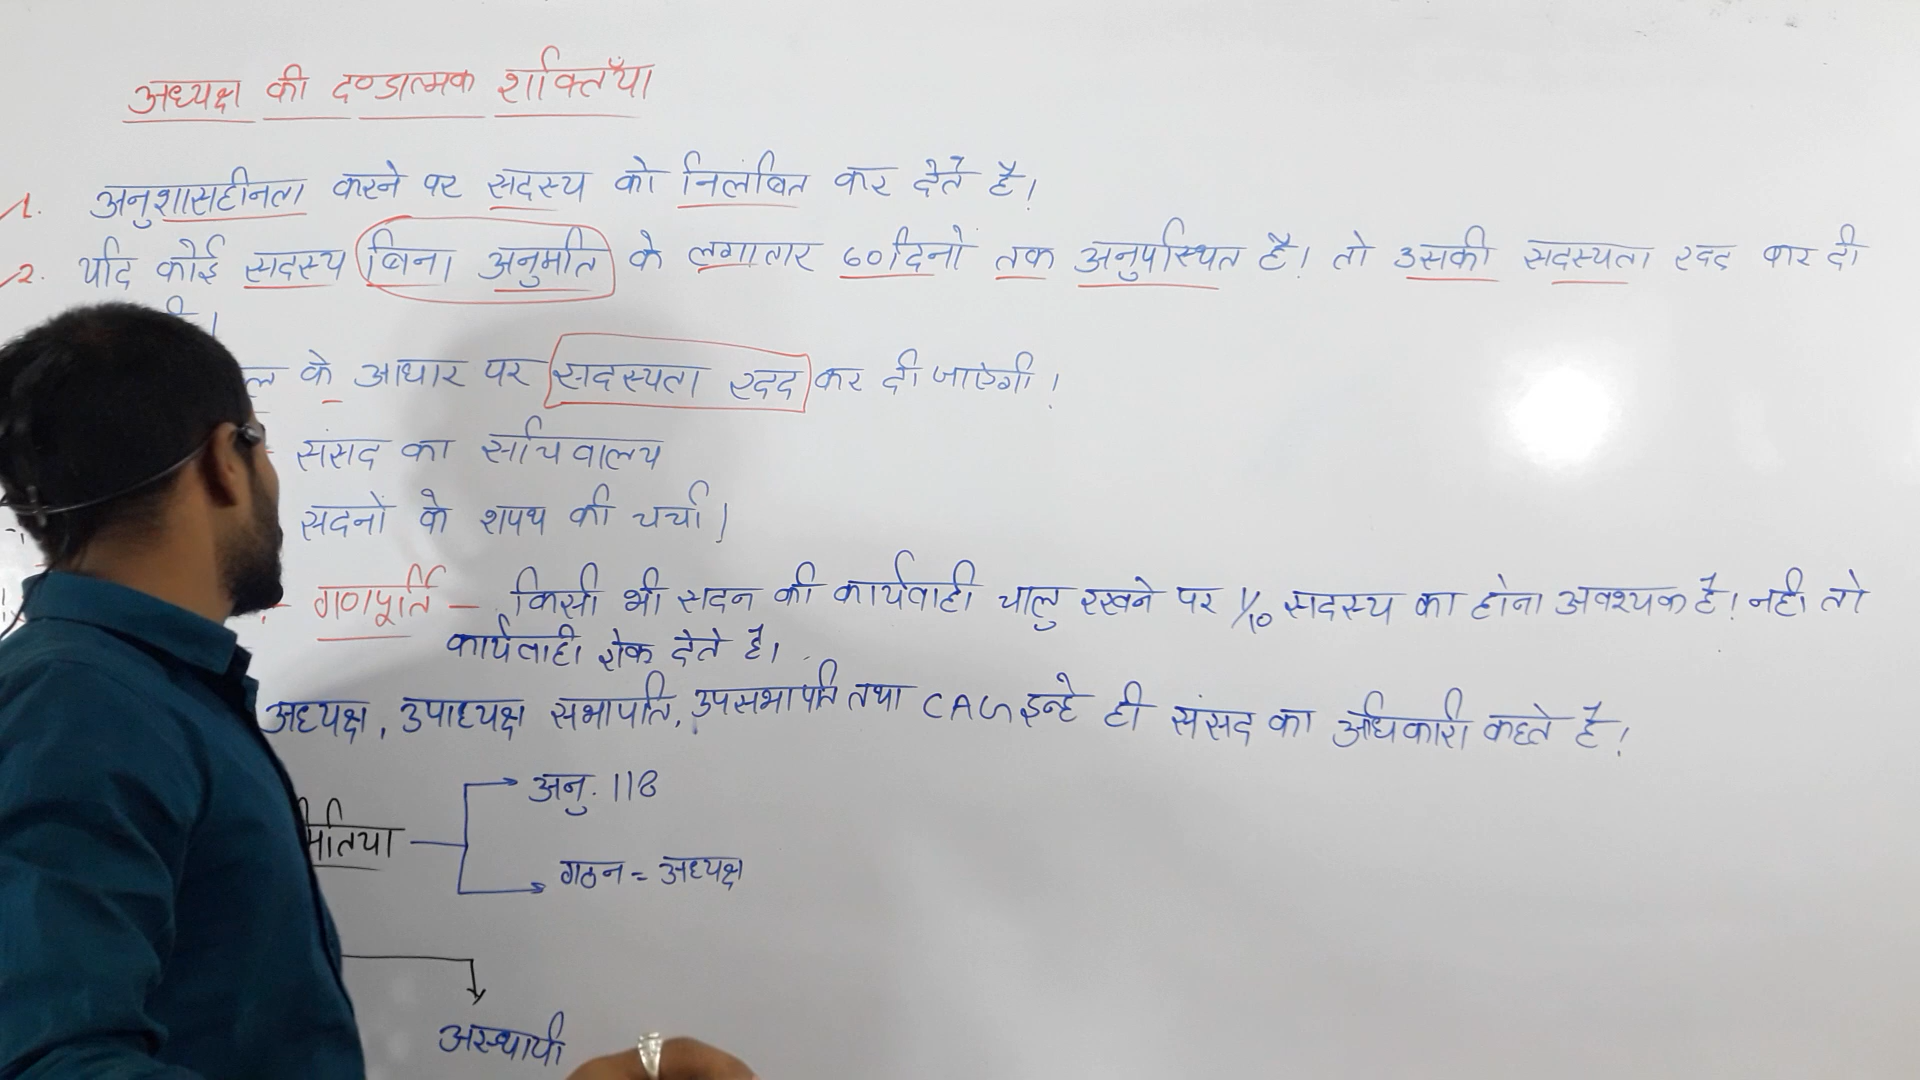 अध्यक्ष की दण्डात्मक शक्तियाँ
1. अनुशासहीनता करने पर सदस्य को निलंबित कर देते है।
2. यदि कोई सदस्य बिना अनुमति के लगातार 60 दिनों तक अनुपस्थित है। तो उसकी सदस्यता रदद कर दी
के आधार पर सदस्यता रदद कर दी जाऐगी।
संसद का सचिवालय
सदनों के शपथ की चर्चा।
- गणपूर्ति - किसी भी सदन की कार्यवाही चालु रखने पर 1/10 सदस्य का होना अवश्यक है। नही तो
कार्यवाही रोक देते है।
अध्यक्ष, उपाध्यक्ष सभापति, उपसभापति तथा CAG इन्हे ही संसद का अधिकारी कहते है।
अनु. 118
मितिया
गठन = अध्यक्ष
अस्थायी